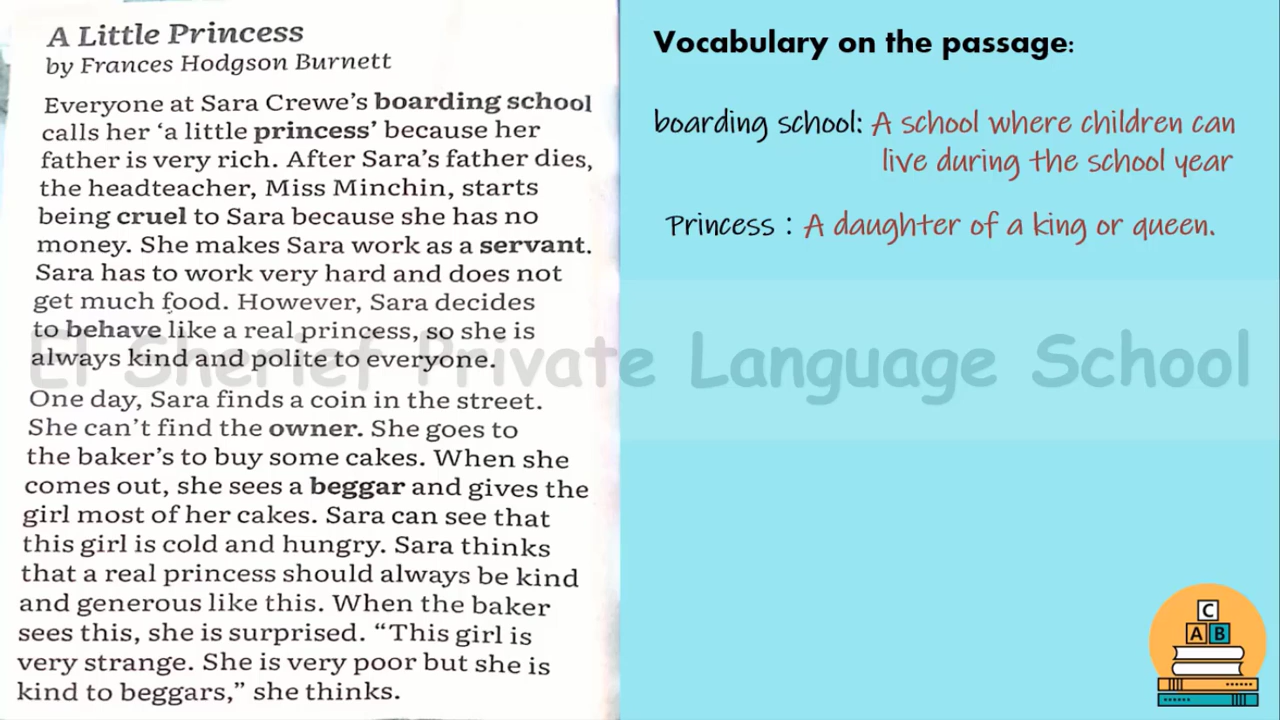 A Little Princess
by Frances Hodgson Burnett
Everyone at Sara Crewe's boarding school
calls her 'a little princess' because her
father is very rich. After Sara's father dies,
the headteacher, Miss Minchin, starts
being cruel to Sara because she has no
money. She makes Sara work as a servant.
Sara has to work very hard and does not
get much food. However, Sara decides
to behave like a real princess, so she is
always kind and polite to everyone.
One day, Sara finds a coin in the street.
She can't find the owner. She goes to
the baker's to buy some cakes. When she
comes out, she sees a beggar and gives the
girl most of her cakes. Sara can see that
this girl is cold and hungry. Sara thinks
that a real princess should always be kind
and generous like this. When the baker
sees this, she is surprised. “This girl is
very strange. She is very poor but she is
kind to beggars,” she thinks.
Vocabulary on the passage:
boarding school: A school where children can
live during the school year
Princess : A daughter of a king or queen.
El Sherief Private Language School
C
A B